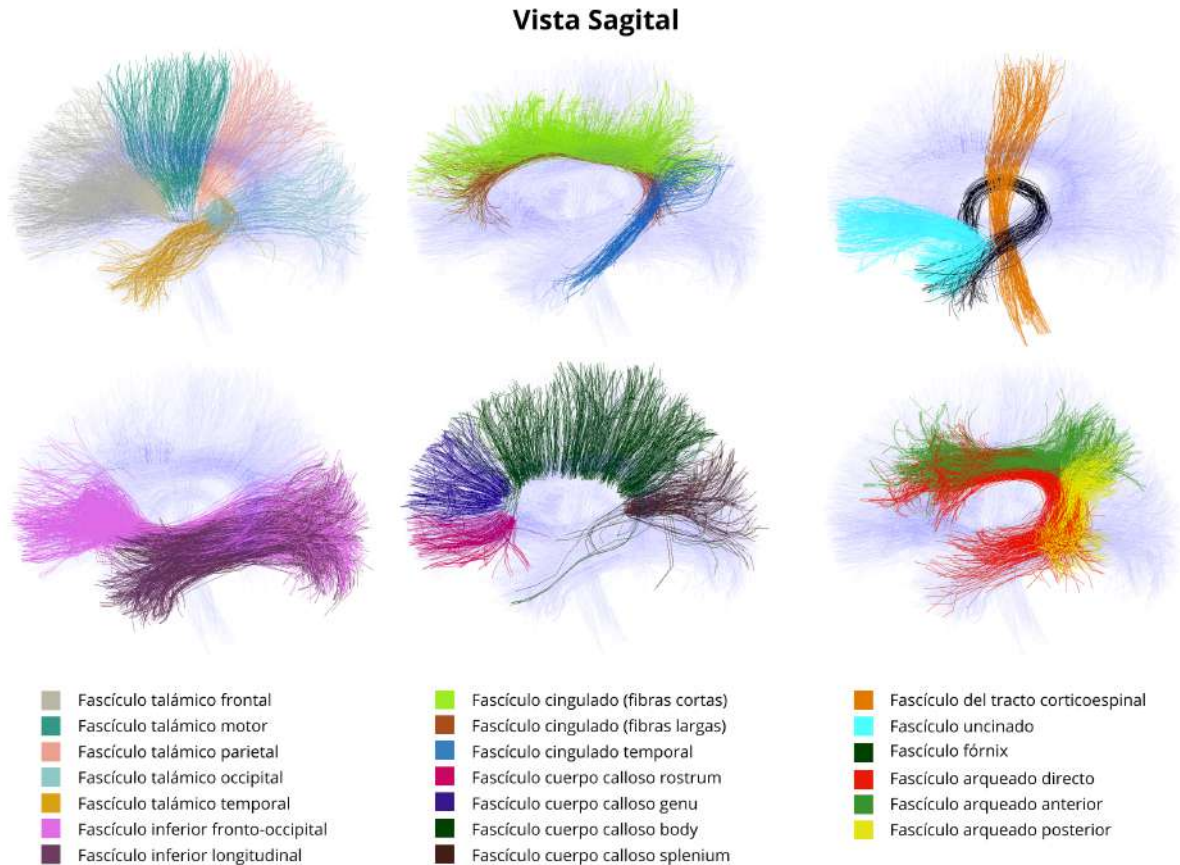 Vista Sagital
Fascículo talámico frontal
Fascículo talámico motor
Fascículo talámico parietal
Fascículo talámico occipital
Fascículo talámico temporal
Fascículo inferior fronto-occipital
Fascículo inferior longitudinal
Fascículo cingulado (fibras cortas)
Fascículo cingulado (fibras largas)
Fascículo cingulado temporal
Fascículo cuerpo calloso rostrum
Fascículo cuerpo calloso genu
Fascículo cuerpo calloso body
Fascículo cuerpo calloso splenium
Fascículo del tracto corticoespinal
Fascículo uncinado
Fascículo fórnix
Fascículo arqueado directo
Fascículo arqueado anterior
Fascículo arqueado posterior